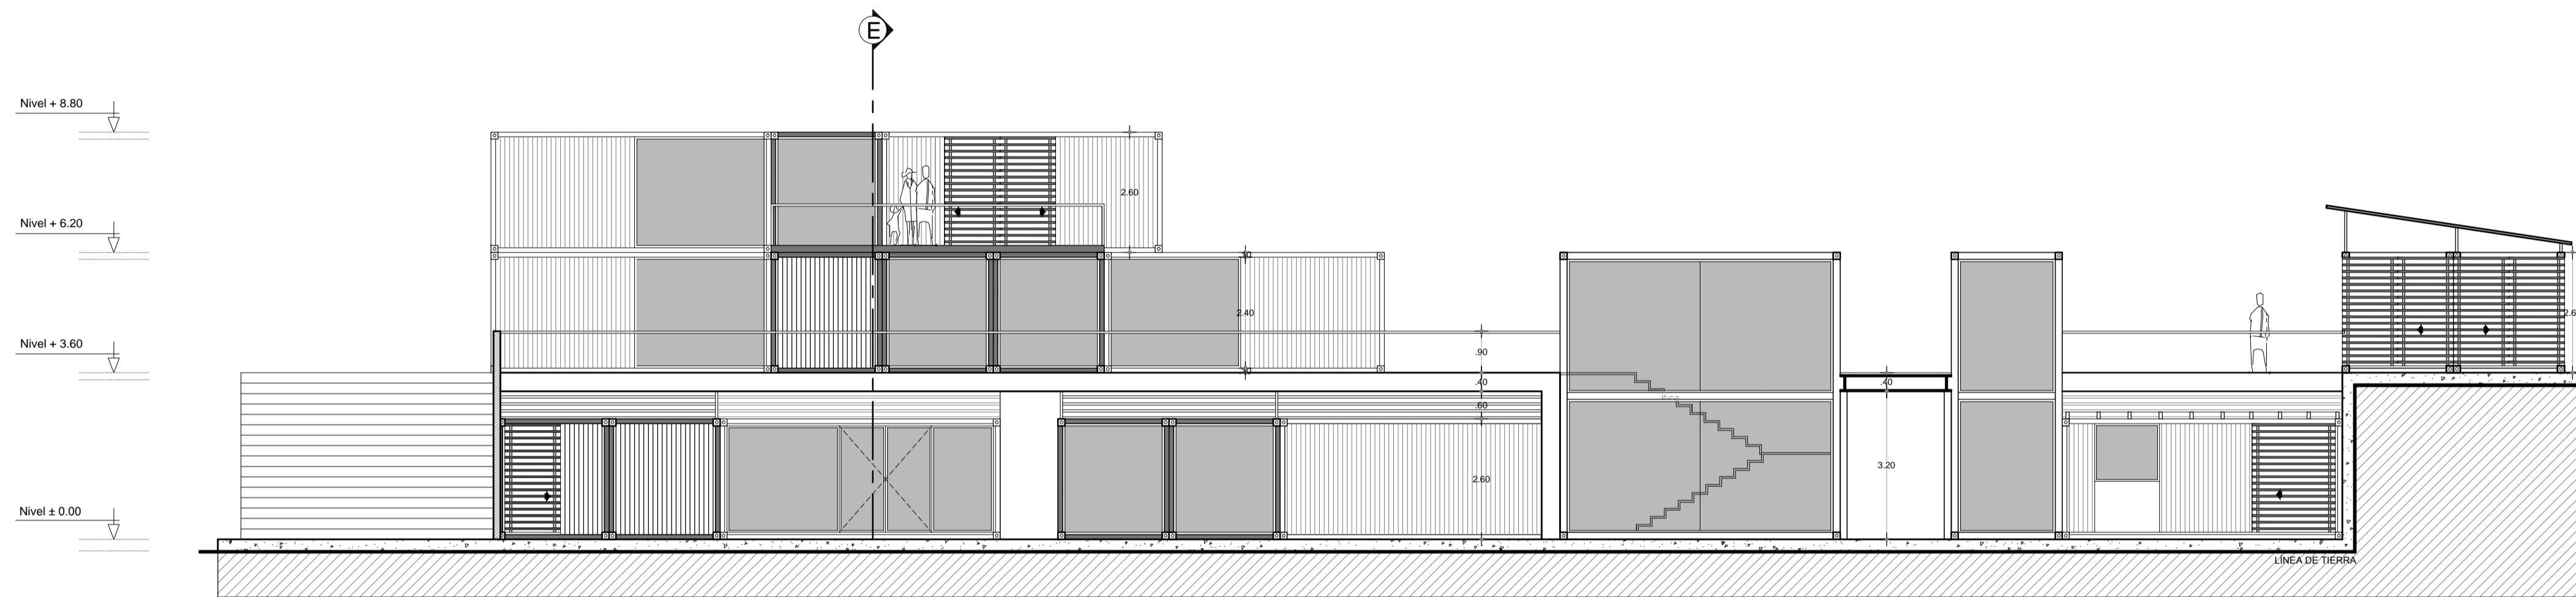 E
Nivel + 8.80
2.60
Nivel + 6.20
2.40
Nivel + 3.60
.90
.40
.40
.60
2.60
3.20
Nivel ± 0.00
LÍNEA DE TIERRA